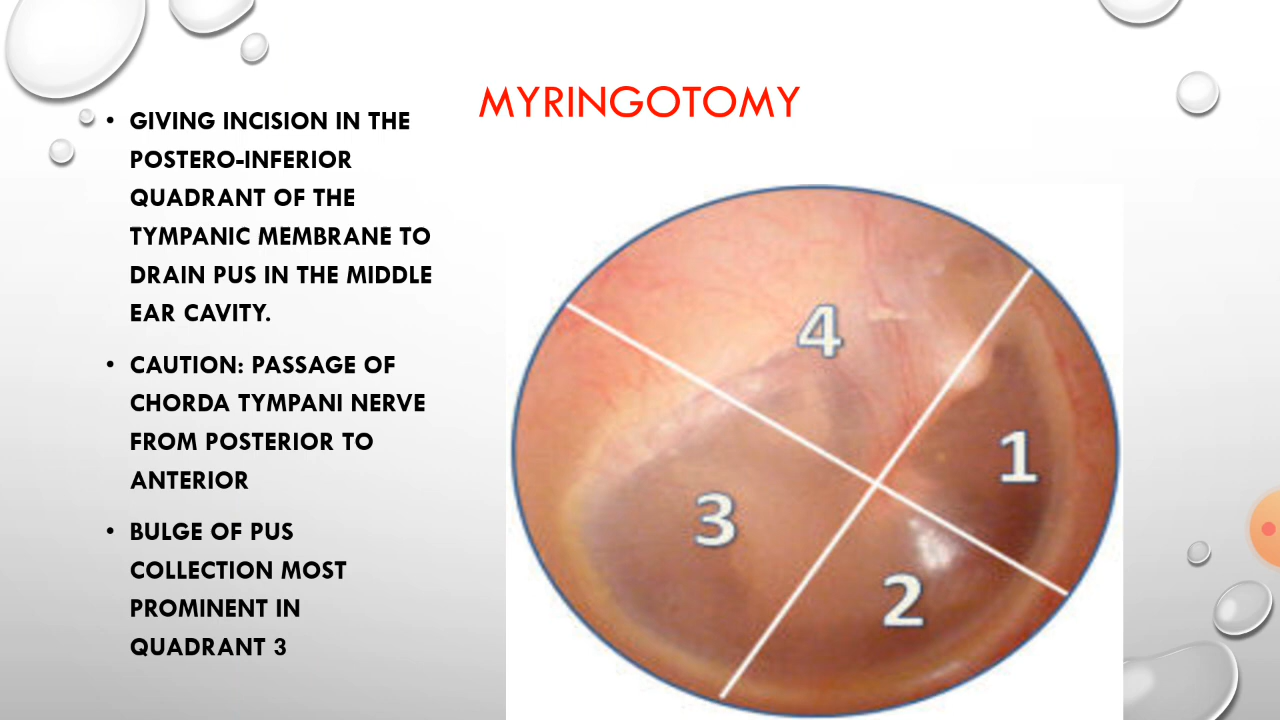 MYRINGOTOMY
• GIVING INCISION IN THE
POSTERO-INFERIOR
QUADRANT OF THE
TYMPANIC MEMBRANE TO
DRAIN PUS IN THE MIDDLE
EAR CAVITY.
• CAUTION: PASSAGE OF
CHORDA TYMPANI NERVE
FROM POSTERIOR TO
ANTERIOR
• BULGE OF PUS
COLLECTION MOST
PROMINENT IN
QUADRANT 3
4
1
3
2